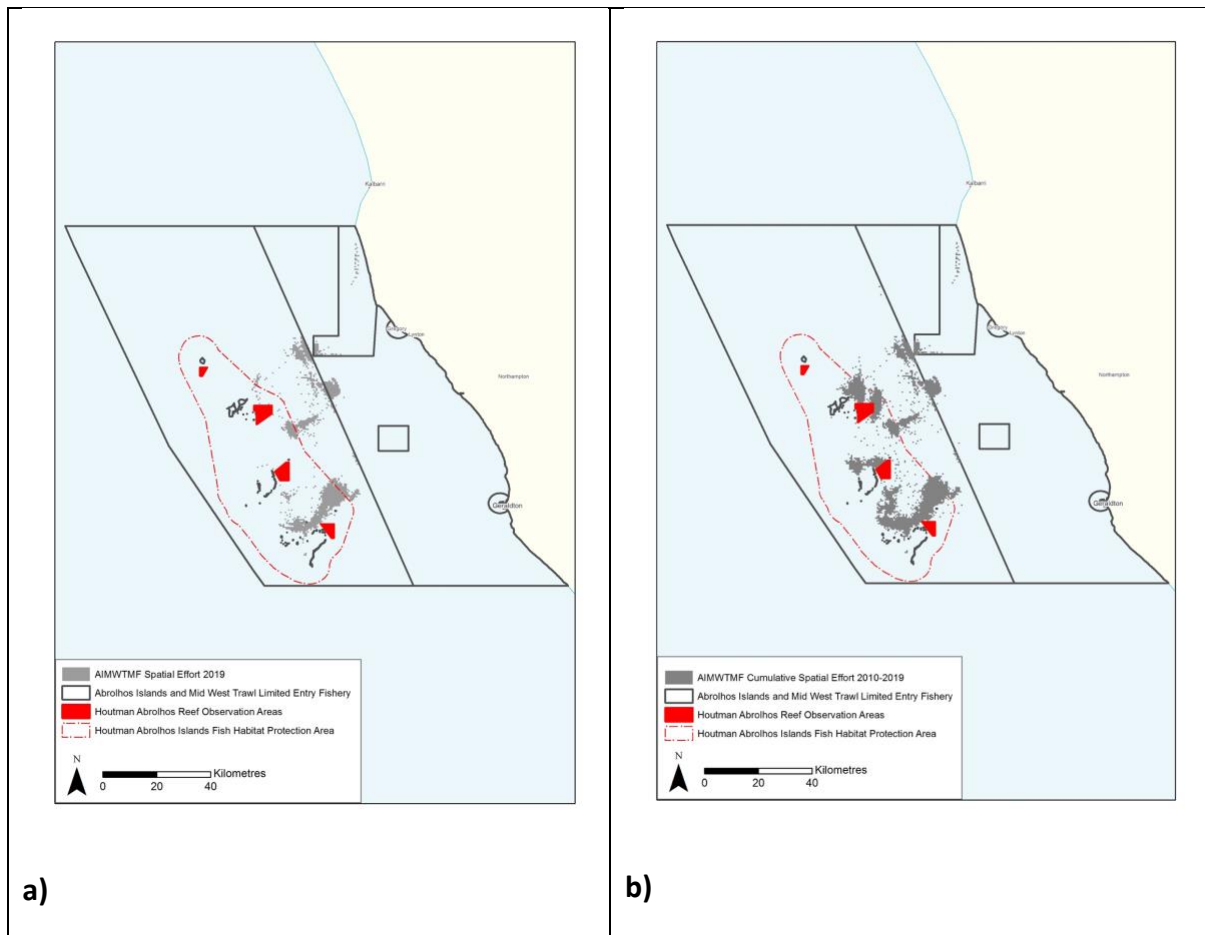 Kalbarri
Gregory
Northampton
Geraldton
AIMWTMF Spatial Effort 2019
Abrolhos Islands and Mid West Trawl Limited Entry Fishery
Houtman Abrolhos Reef Observation Areas
Houtman Abrolhos Islands Fish Habitat Protection Area
N
Kilometres
0 20 40
a)
Kalbarri
Gregory
Northampton
Geraldton
AIMWTMF Cumulative Spatial Effort 2010-2019
Abrolhos Islands and Mid West Trawl Limited Entry Fishery
Houtman Abrolhos Reef Observation Areas
Houtman Abrolhos Islands Fish Habitat Protection Area
N
Kilometres
0 20 40
b)